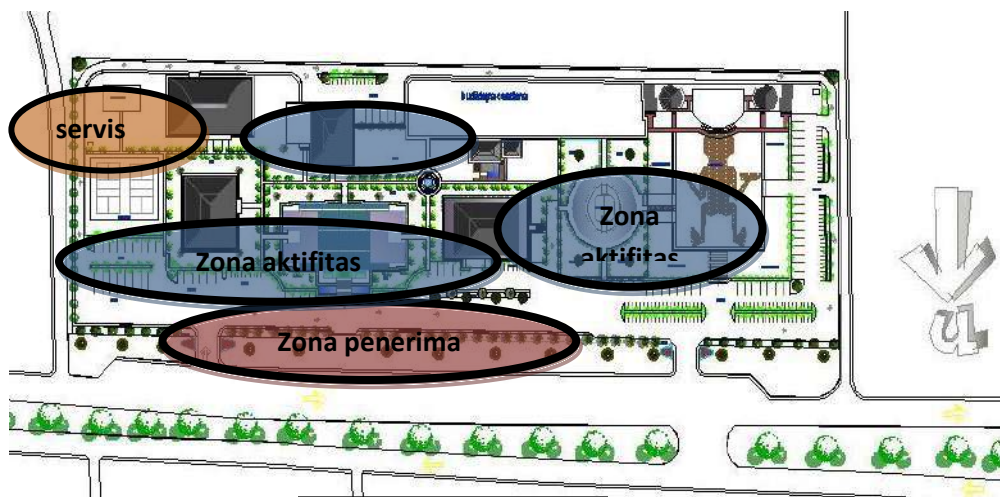 servis
Zona
aktifitas
Zona aktifitas
Zona penerima